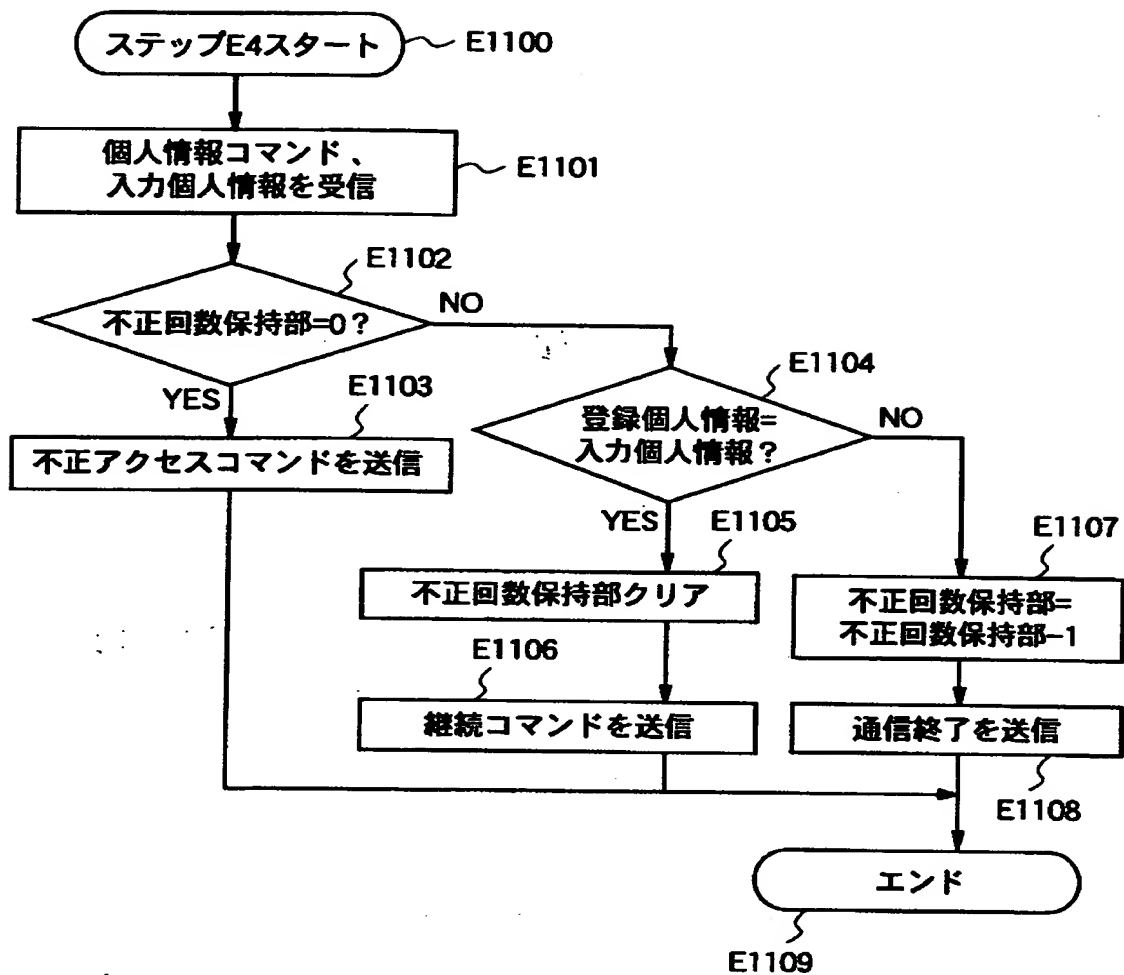 ステップE4スタート
E1100
個人情報コマンド、
入力個人情報を受信
E1101
E1102
不正回数保持部=0?
NO
YES
E1103
不正アクセスコマンドを送信
E1104
登録個人情報=
入力個人情報?
NO
YES
E1105
不正回数保持部クリア
E1106
継続コマンドを送信
E1107
不正回数保持部=
不正回数保持部-1
通信終了を送信
E1108
エンド
E1109